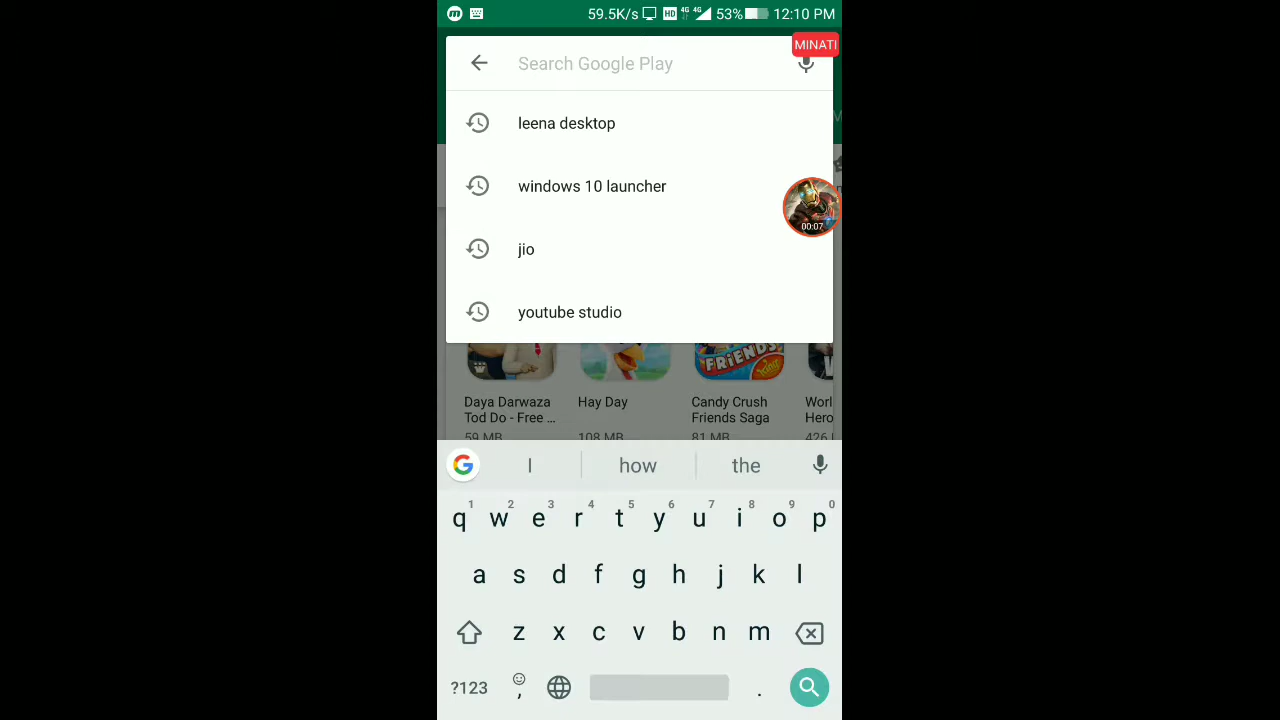 59.5K/s HD 4G 4G 53% 12:10 PM
MINATI
Search Google Play
leena desktop
windows 10 launcher
00:07
jio
youtube studio
FRIENDS
Daya Darwaza Hay Day Candy Crush Worl
Tod Do - Free ... Friends Saga Hero
59 MB 108 MB 81 MB 426
G I how the
1 2 3 4 5 6 7 8 9 0
q w e r t y u i o p
a s d f g h j k l
z x c v b n m
?123 , .